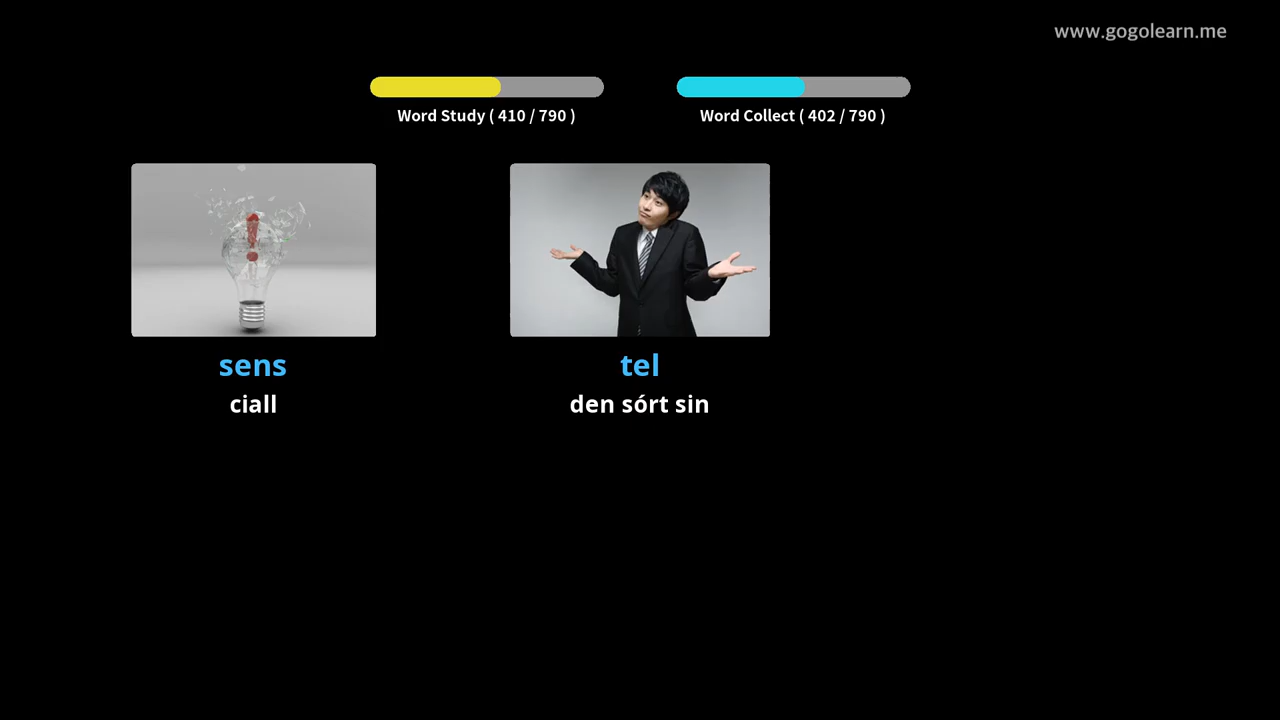 www.gogolearn.me
Word Study ( 410 / 790 )
Word Collect ( 402 / 790 )
sens
ciall
tel
den sórt sin